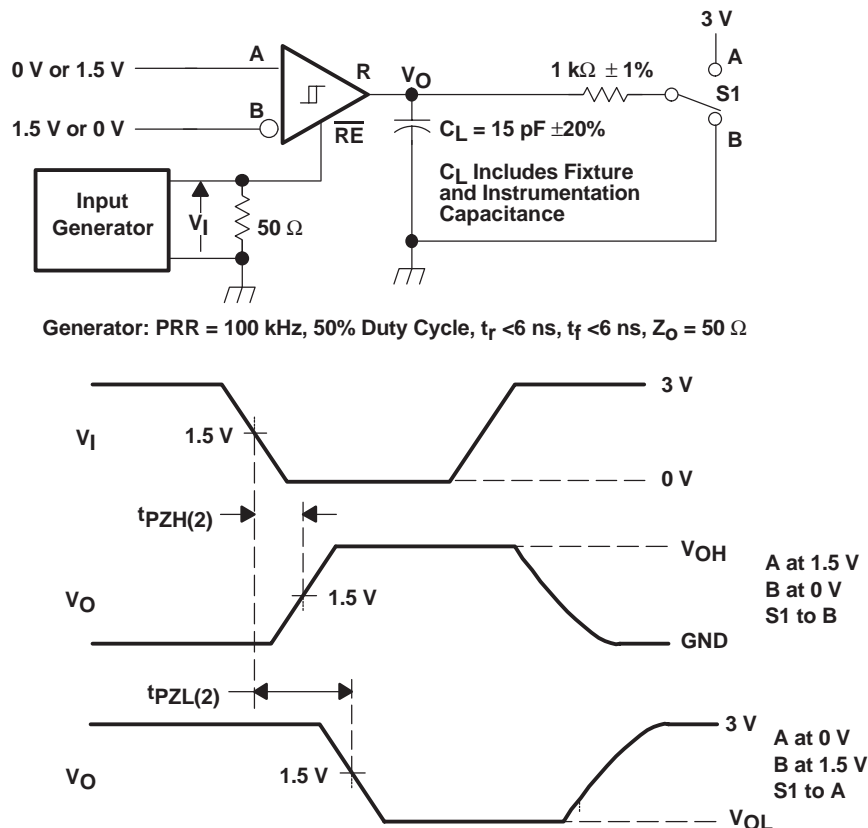 3 V
A
0 V or 1.5 V
R
VO
1 kΩ ± 1%
A
S1
B
1.5 V or 0 V
RE
CL = 15 pF ±20%
B
CL Includes Fixture
and Instrumentation
Capacitance
Input
Generator
VI
50 Ω
Generator: PRR = 100 kHz, 50% Duty Cycle, tr <6 ns, tf <6 ns, Zo = 50 Ω
3 V
VI
1.5 V
0 V
tPZH(2)
VOH
A at 1.5 V
B at 0 V
S1 to B
VO
1.5 V
GND
tPZL(2)
3 V
A at 0 V
B at 1.5 V
S1 to A
VO
1.5 V
VOL